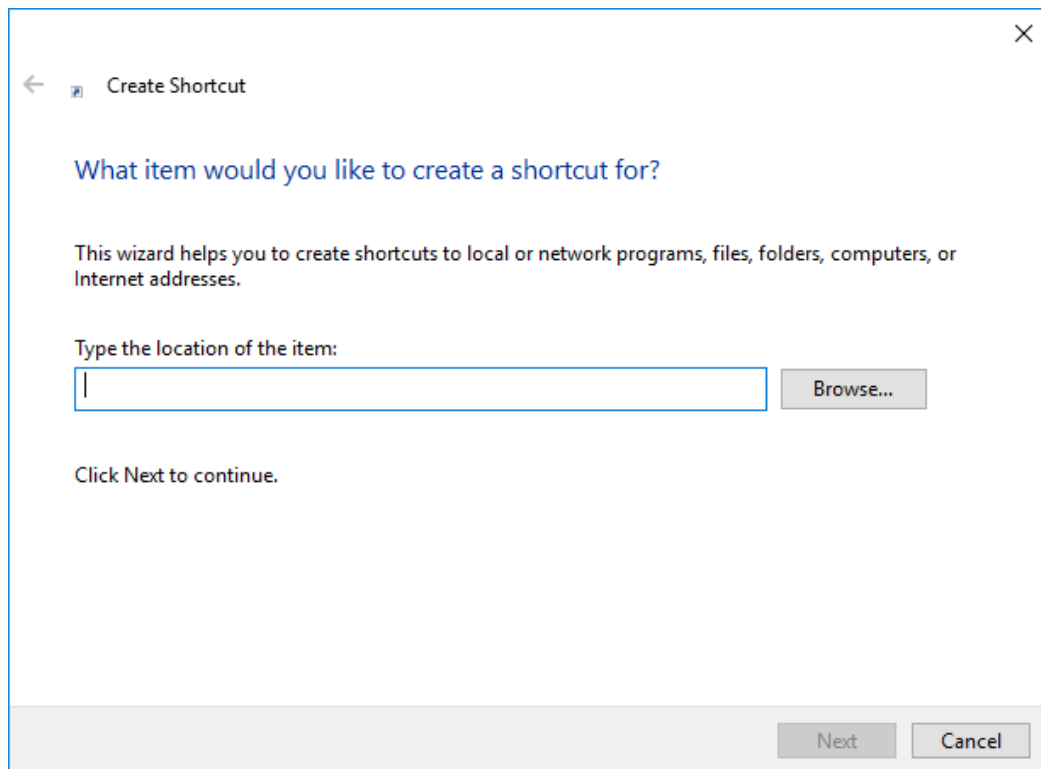 Create Shortcut
What item would you like to create a shortcut for?
This wizard helps you to create shortcuts to local or network programs, files, folders, computers, or
Internet addresses.
Type the location of the item:
Browse...
Click Next to continue.
Next
Cancel